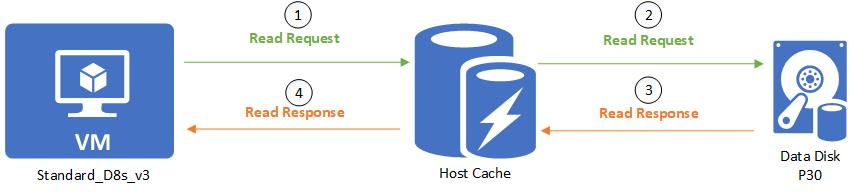 1
Read Request
2
Read Request
4
Read Response
3
Read Response
VM
Standard_D8s_v3
Host Cache
Data Disk
P30